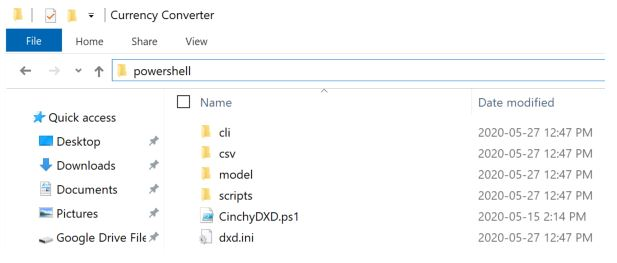 Currency Converter
File Home Share View
powershell
Name Date modified
Quick access
Desktop
Downloads
Documents
Pictures
Google Drive File
cli 2020-05-27 12:47 PM
csv 2020-05-27 12:47 PM
model 2020-05-27 12:47 PM
scripts 2020-05-27 12:47 PM
CinchyDXD.ps1 2020-05-15 2:14 PM
dxd.ini 2020-05-27 12:47 PM